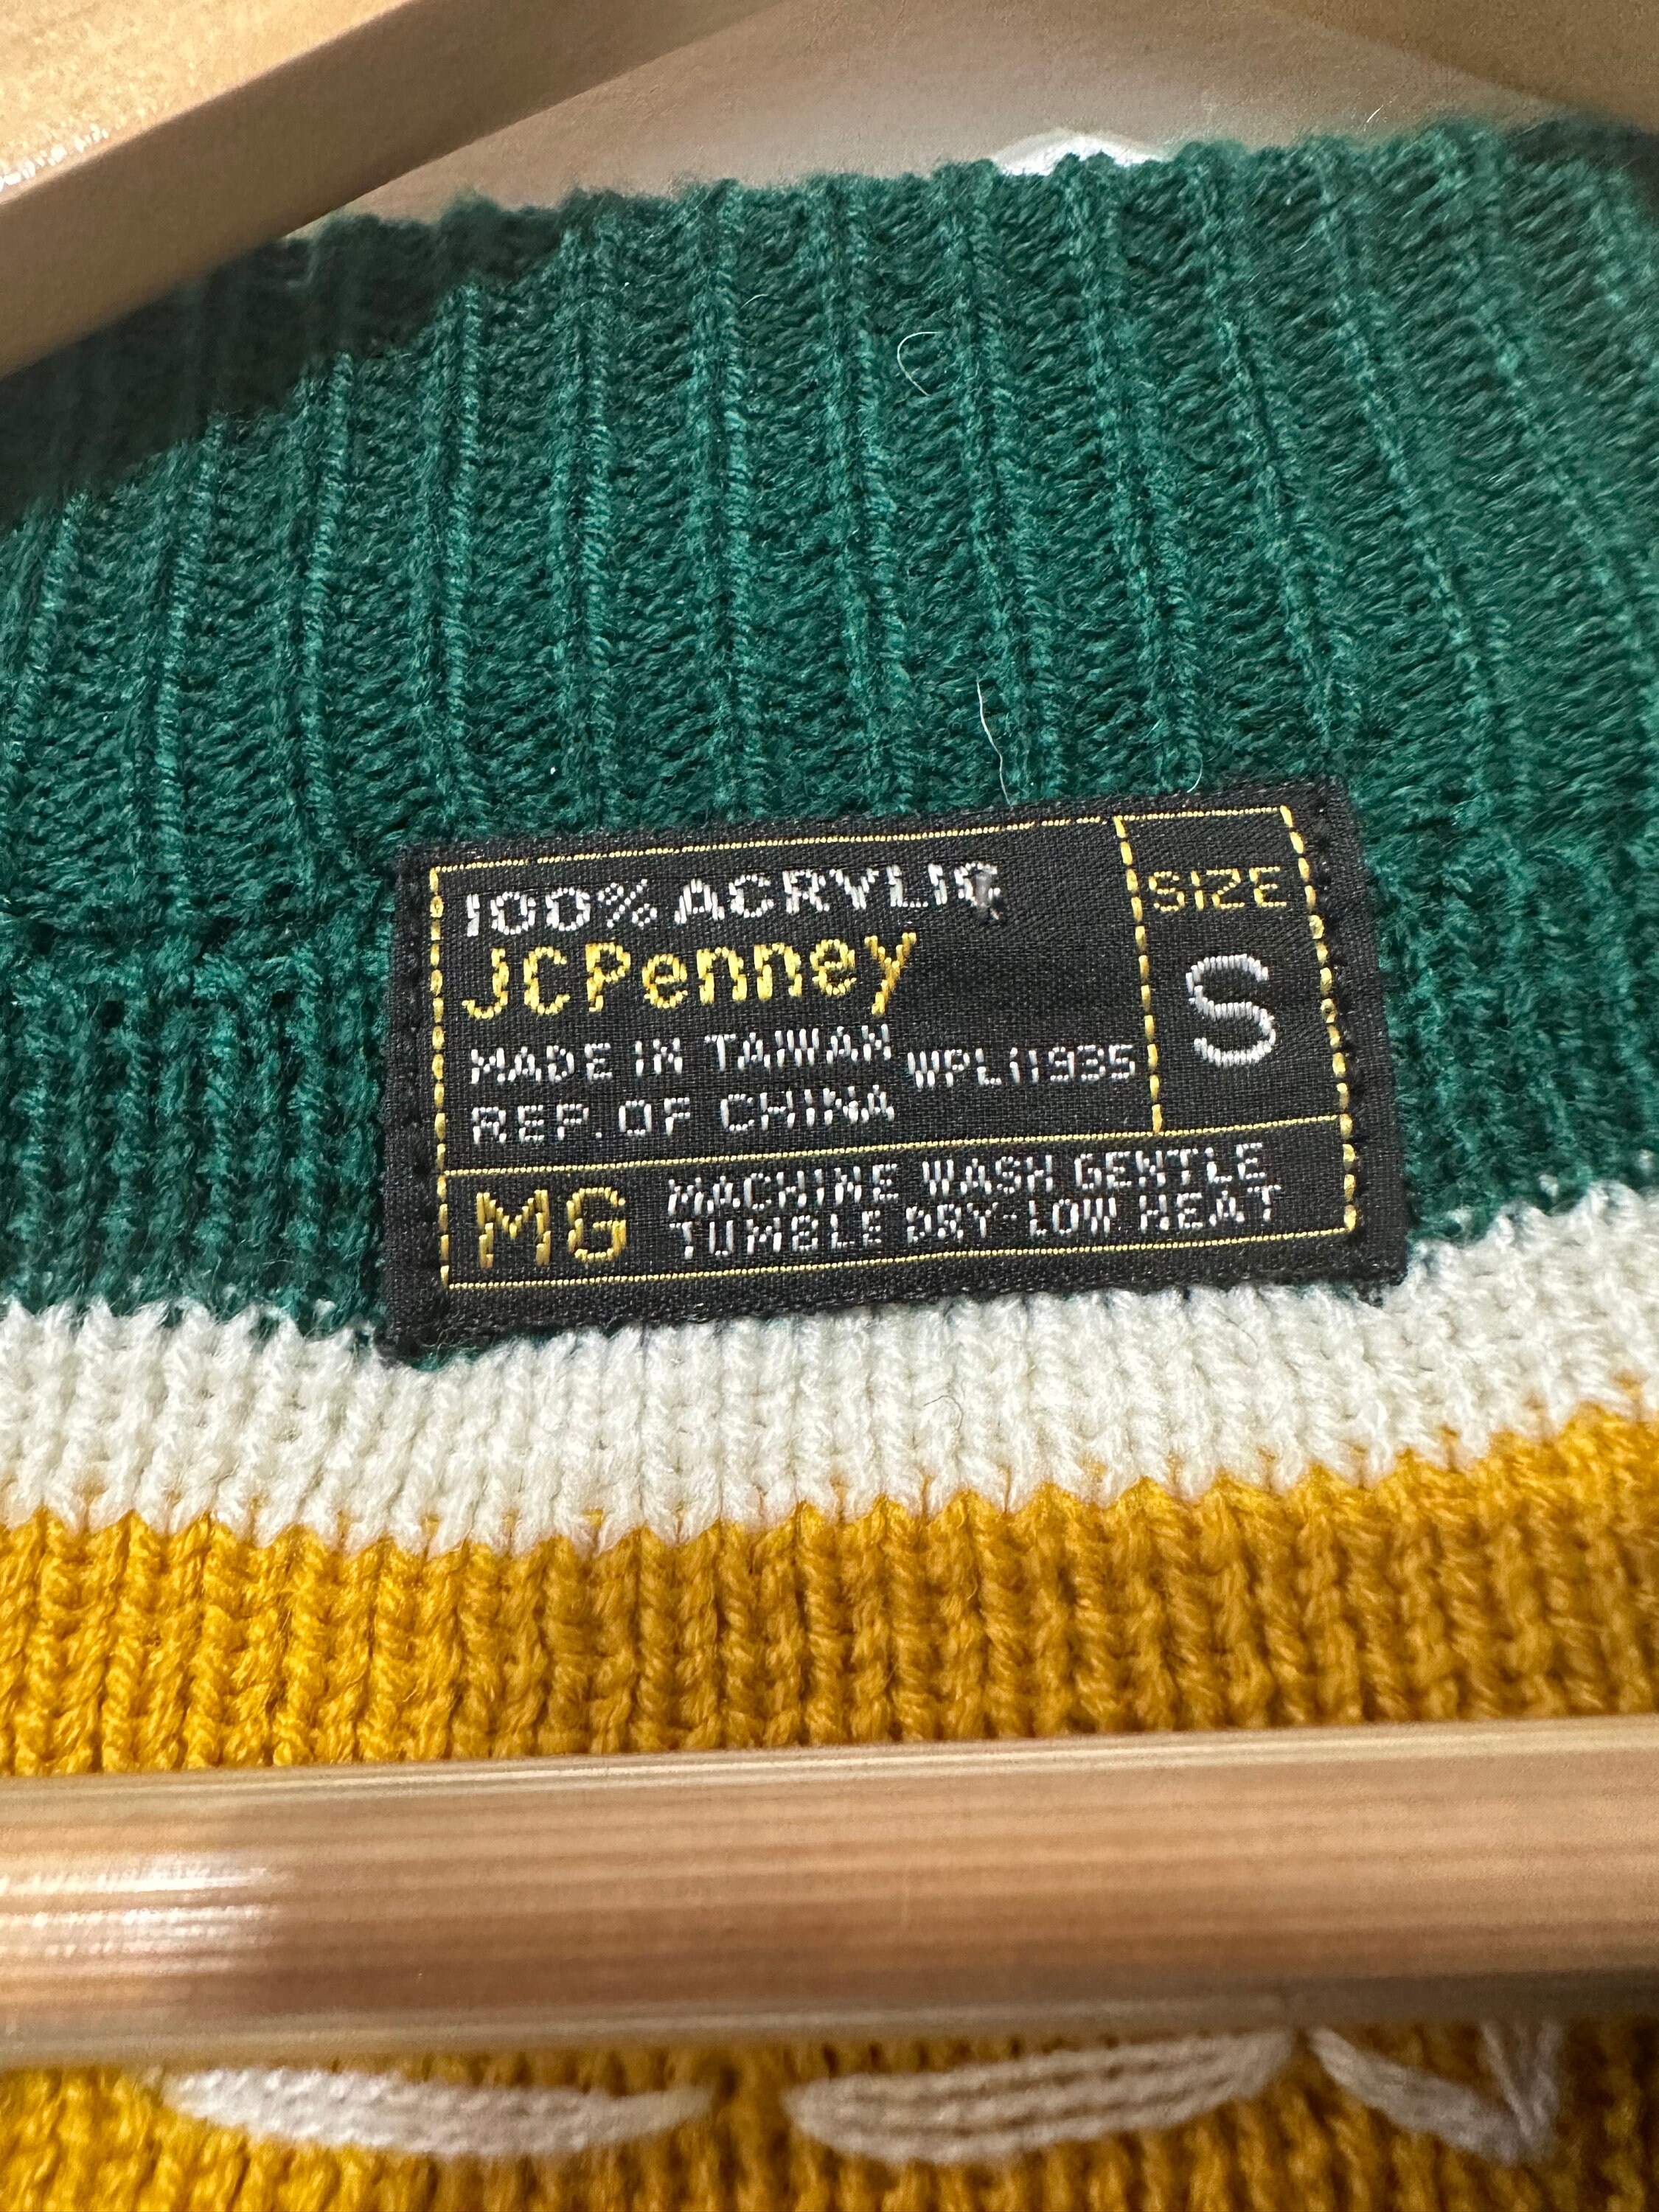 100% ACRYLIC
JCPenney
MADE IN TAIWAN
REP. OF CHINA
WPL11935
SIZE
S
MG
MACHINE WASH GENTLE
TUMBLE DRY-LOW HEAT